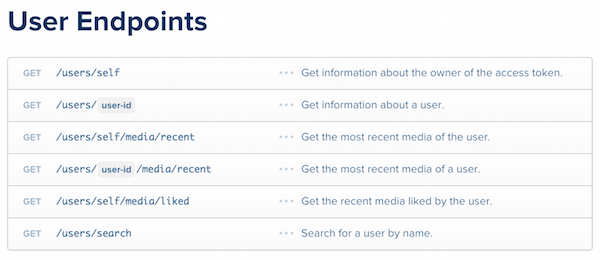 User Endpoints
GET /users/self ••• Get information about the owner of the access token.
GET /users/ user-id ••• Get information about a user.
GET /users/self/media/recent ••• Get the most recent media of the user.
GET /users/ user-id /media/recent ••• Get the most recent media of a user.
GET /users/self/media/liked ••• Get the recent media liked by the user.
GET /users/search ••• Search for a user by name.